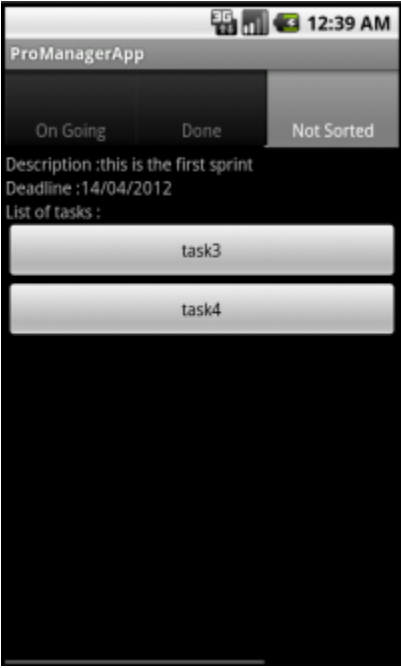 3G 12:39 AM
ProManagerApp
On Going Done Not Sorted
Description :this is the first sprint
Deadline :14/04/2012
List of tasks :
task3
task4